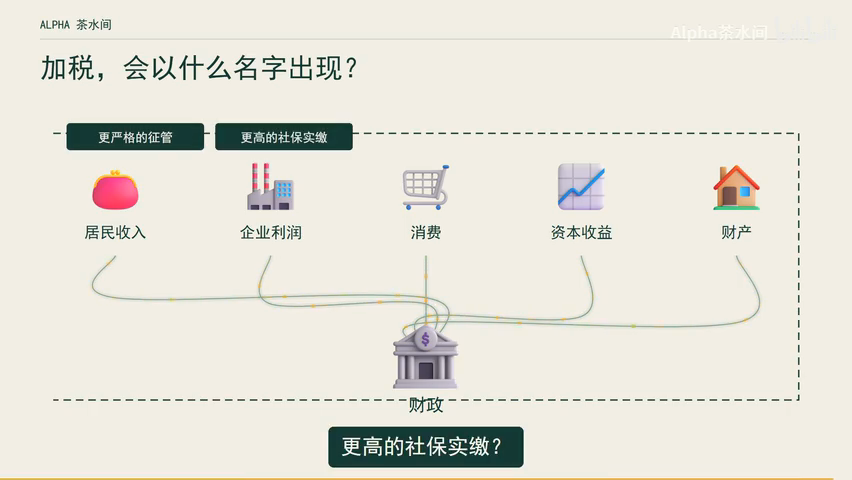 ALPHA 茶水间
Alpha茶水间
加税，会以什么名字出现？
更严格的征管
更高的社保实缴
居民收入
企业利润
消费
资本收益
财产
$
财政
更高的社保实缴？